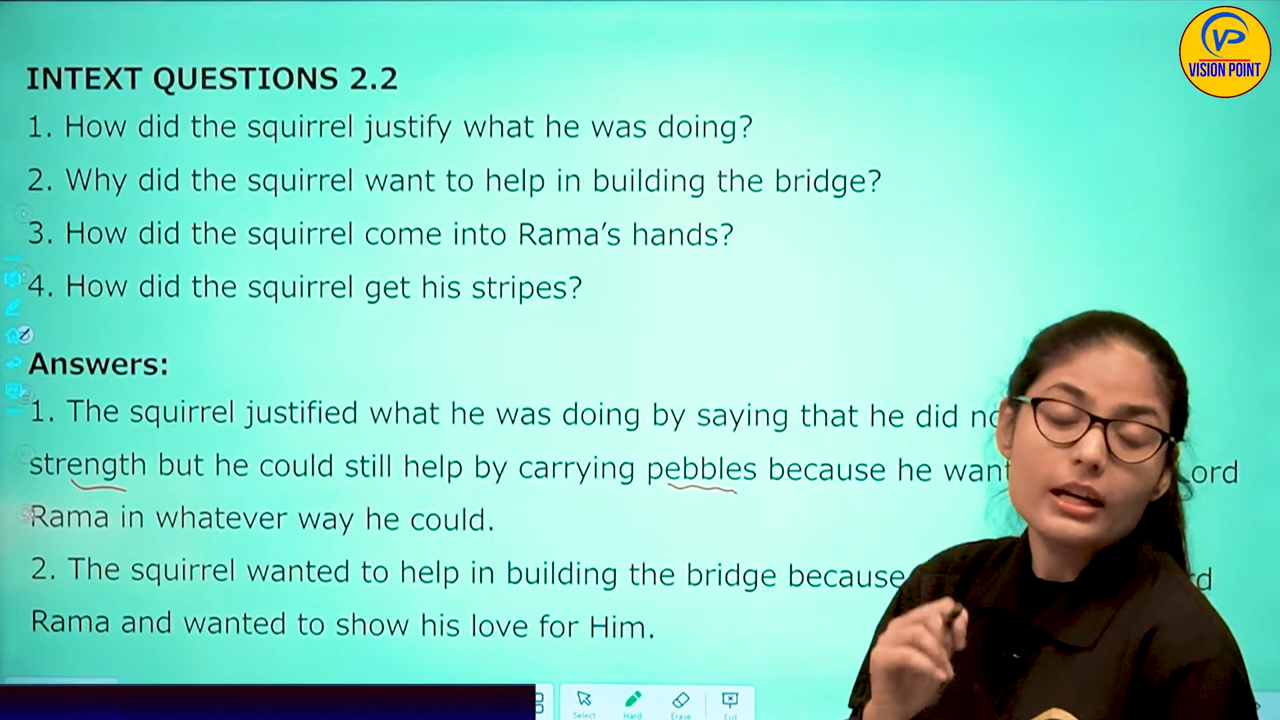 VP
VISION POINT
INTEXT QUESTIONS 2.2
1. How did the squirrel justify what he was doing?
2. Why did the squirrel want to help in building the bridge?
3. How did the squirrel come into Rama's hands?
4. How did the squirrel get his stripes?
Answers:
1. The squirrel justified what he was doing by saying that he did
strength but he could still help by carrying pebbles because he
Rama in whatever way he could.
2. The squirrel wanted to help in building the bridge because
Rama and wanted to show his love for Him.
Select Hard Erase Exit